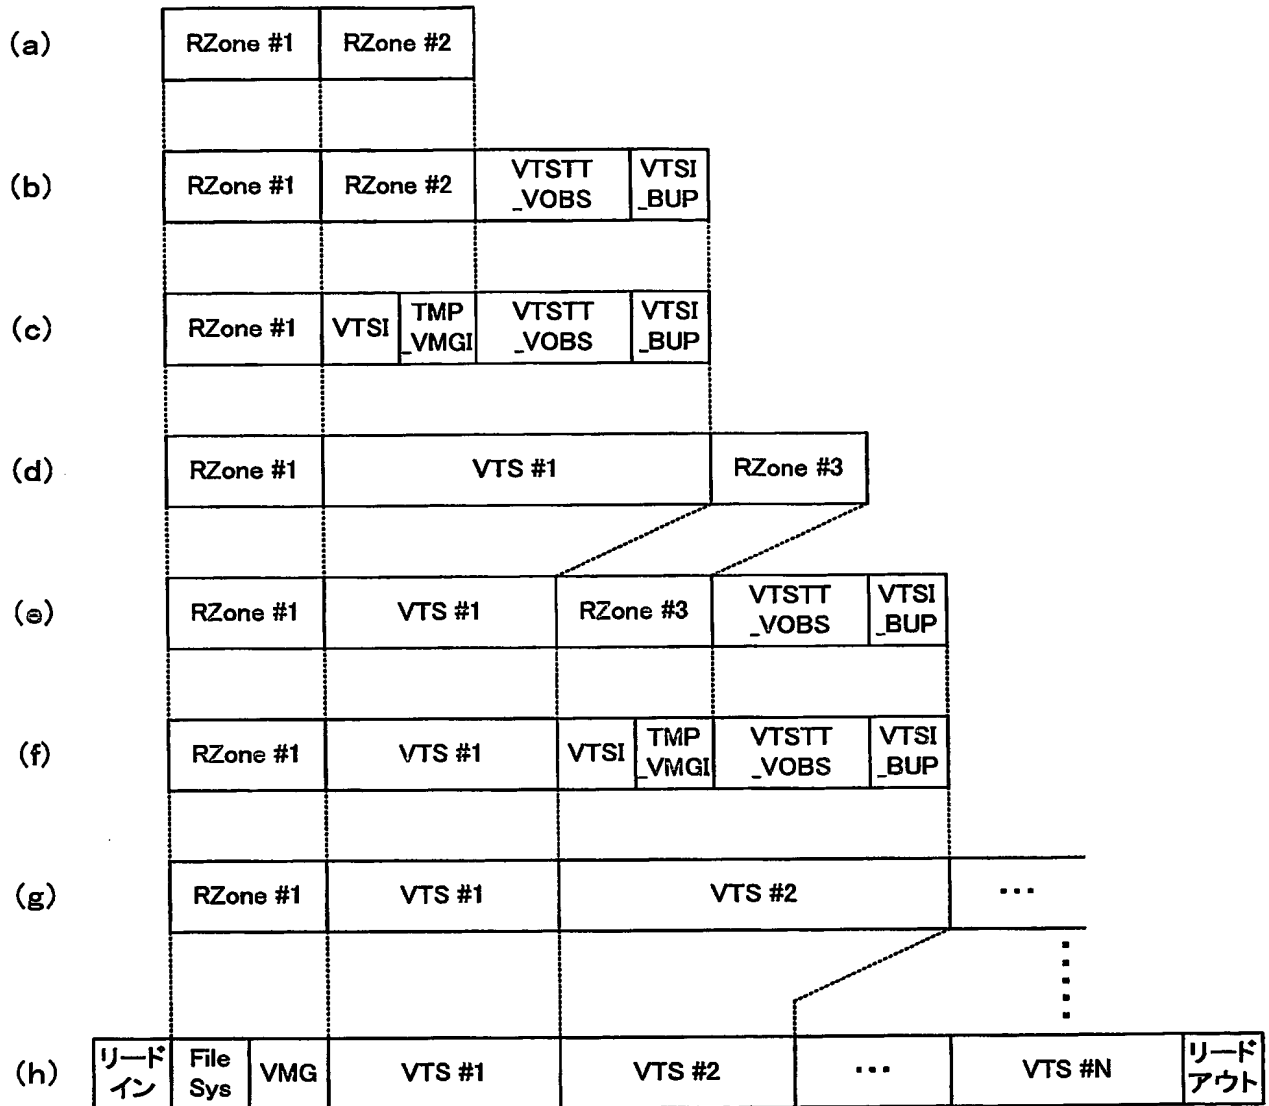 (a) RZone #1 RZone #2
(b) RZone #1 RZone #2 VTSTT _VOBS VTSI _BUP
(c) RZone #1 VTSI TMP _VMGI VTSTT _VOBS VTSI _BUP
(d) RZone #1 VTS #1 RZone #3
(e) RZone #1 VTS #1 RZone #3 VTSTT _VOBS VTSI _BUP
(f) RZone #1 VTS #1 VTSI TMP _VMGI VTSTT _VOBS VTSI _BUP
(g) RZone #1 VTS #1 VTS #2 ・・・
(h) リードイン File Sys VMG VTS #1 VTS #2 ・・・ VTS #N リードアウト